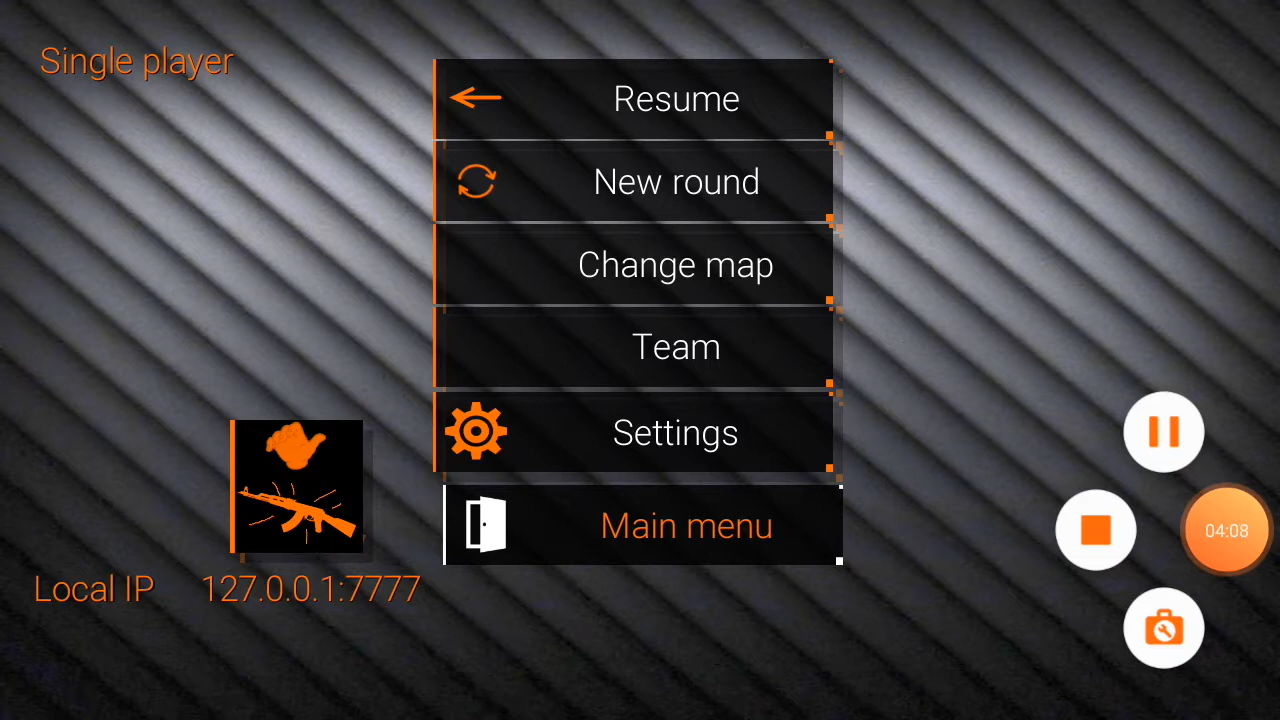 Single player
Resume
New round
Change map
Team
Settings
Main menu
04:08
Local IP 127.0.0.1:7777